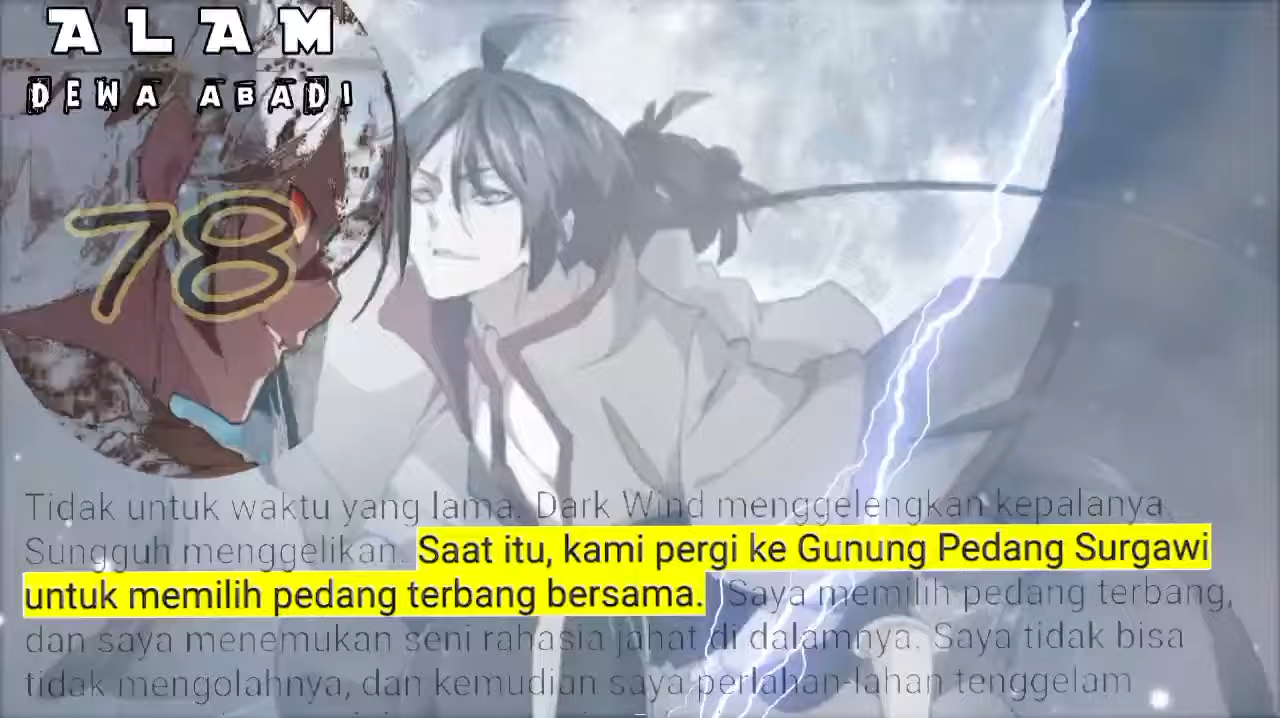 ALAM
DEWA ABADI
78
Tidak untuk waktu yang lama. Dark Wind menggelengkan kepalanya.
Sungguh menggelikan. Saat itu, kami pergi ke Gunung Pedang Surgawi
untuk memilih pedang terbang bersama. Saya memilih pedang terbang,
dan saya menemukan seni rahasia jahat di dalamnya. Saya tidak bisa
tidak mengolahnya, dan kemudian saya perlahan-lahan tenggelam